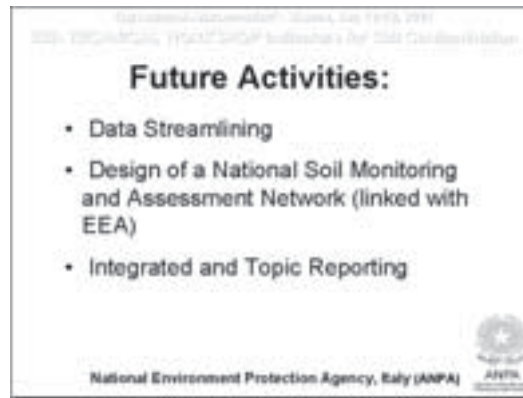 Future Activities:
• Data Streamlining
• Design of a National Soil Monitoring
and Assessment Network (linked with
EEA)
• Integrated and Topic Reporting
National Environment Protection Agency, Italy (ANPA)
ANPA